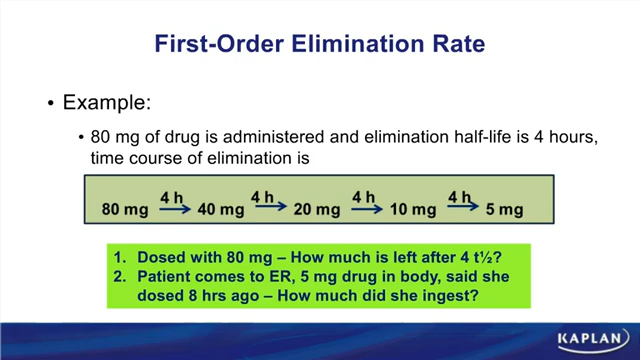 First-Order Elimination Rate
• Example:
• 80 mg of drug is administered and elimination half-life is 4 hours,
time course of elimination is
4 h 4 h 4 h 4 h
80 mg 40 mg 20 mg 10 mg 5 mg
1. Dosed with 80 mg – How much is left after 4 t½?
2. Patient comes to ER, 5 mg drug in body, said she
dosed 8 hrs ago – How much did she ingest?
KAPLAN